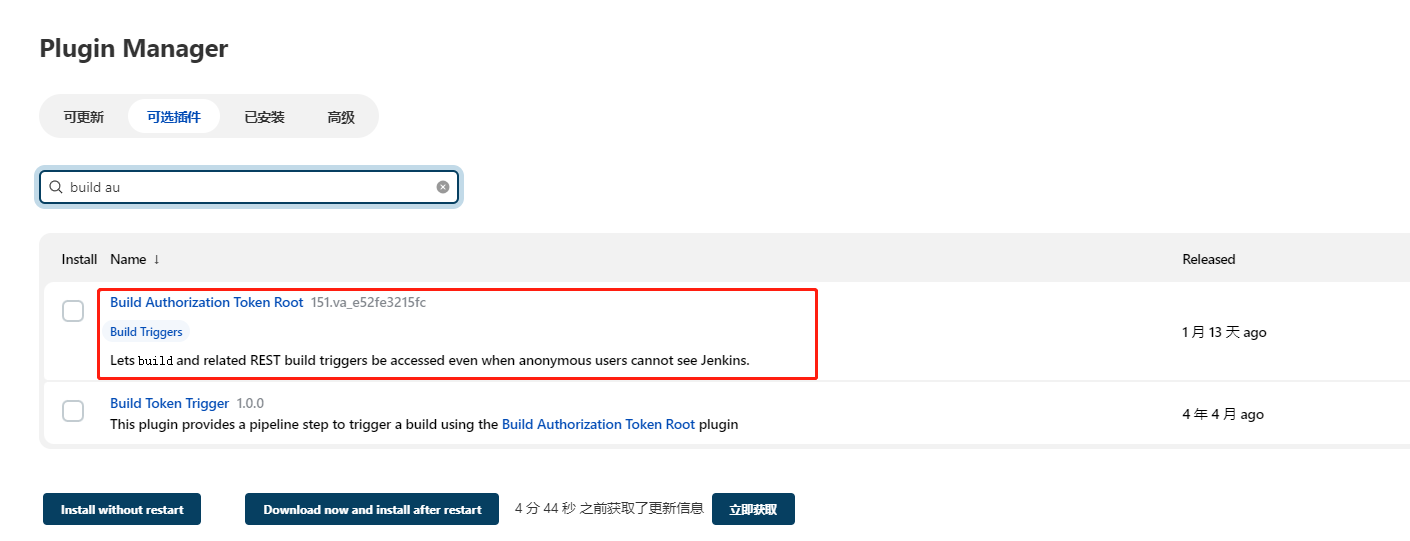 Plugin Manager
可更新 可选插件 已安装 高级
build au
Install Name ↓ Released
Build Authorization Token Root 151.va_e52fe3215fc
Build Triggers
1 月 13 天 ago
Lets build and related REST build triggers be accessed even when anonymous users cannot see Jenkins.
Build Token Trigger 1.0.0
4 年 4 月 ago
This plugin provides a pipeline step to trigger a build using the Build Authorization Token Root plugin
Install without restart Download now and install after restart 4 分 44 秒 之前获取了更新信息 立即获取